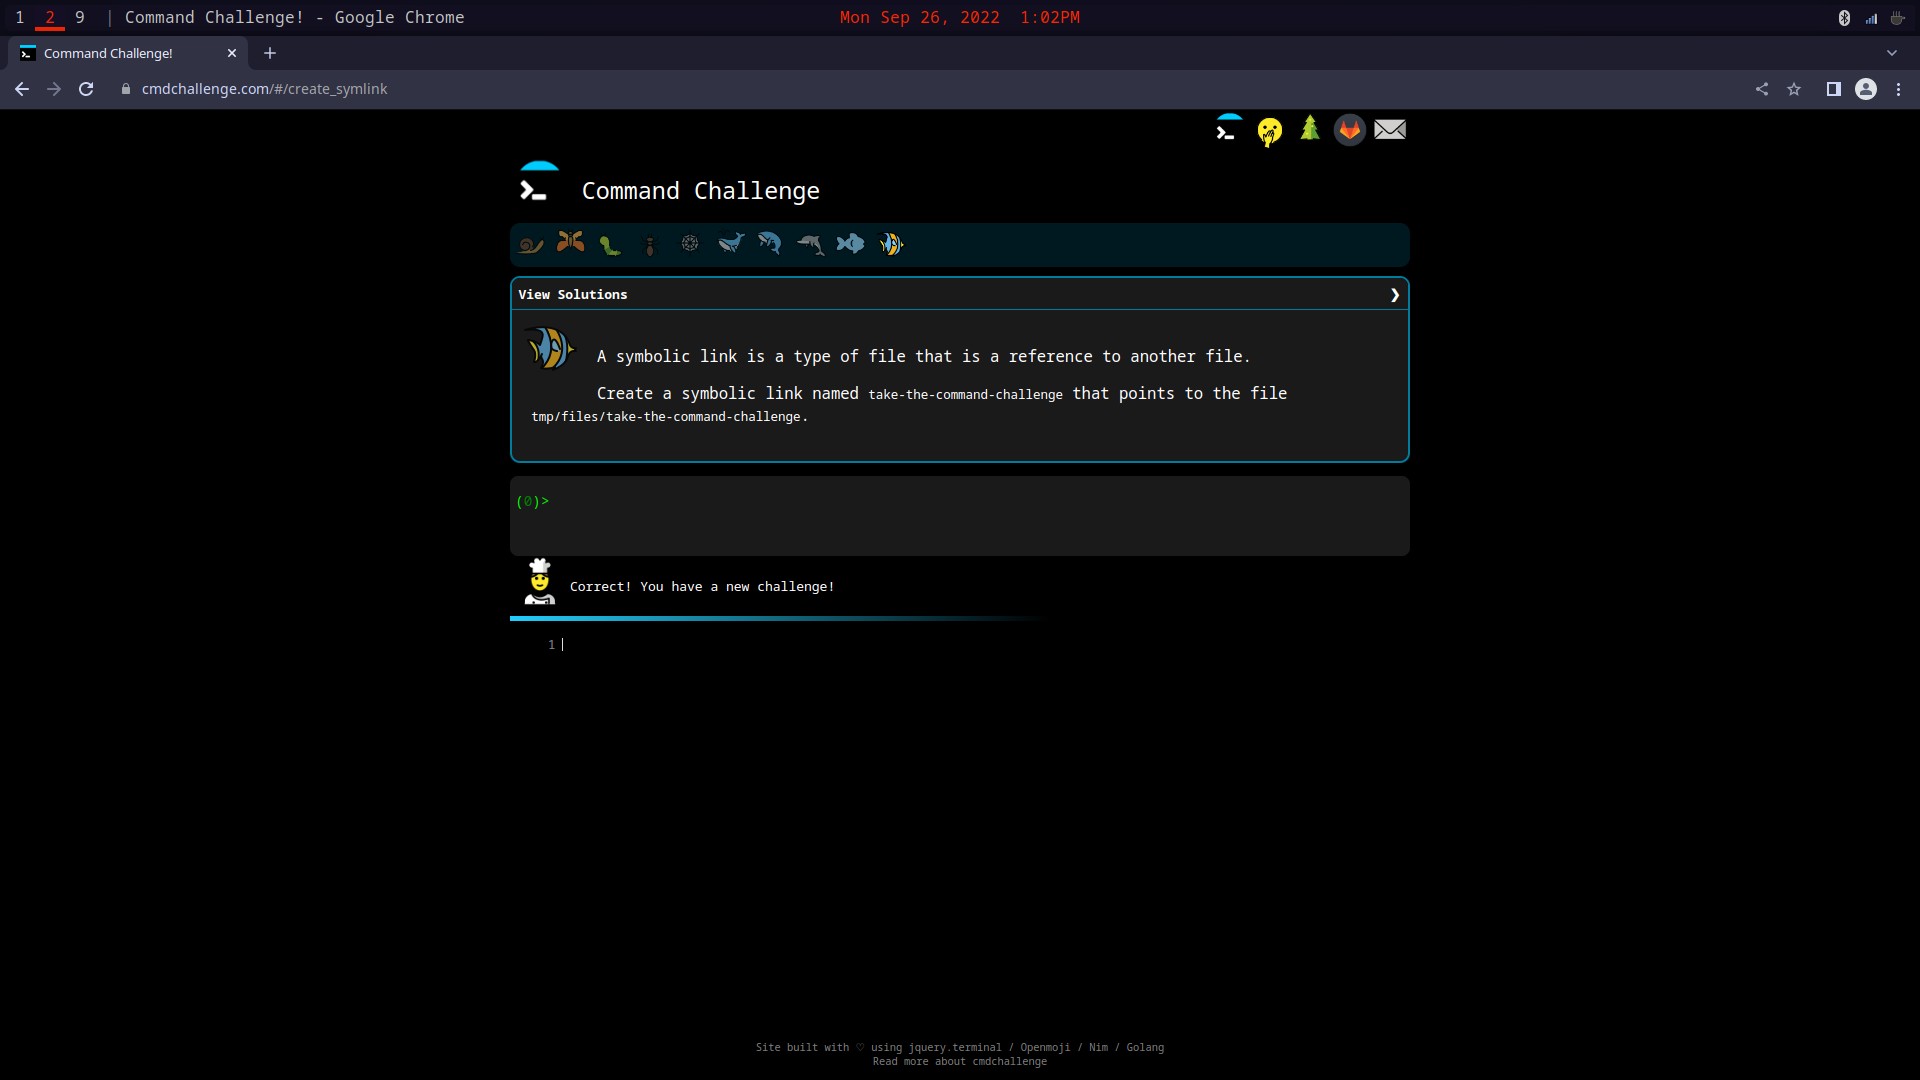 1 2 9 | Command Challenge! - Google Chrome Mon Sep 26, 2022 1:02PM
Command Challenge!
cmdchallenge.com/#/create_symlink
Command Challenge
View Solutions
A symbolic link is a type of file that is a reference to another file.
Create a symbolic link named take-the-command-challenge that points to the file
tmp/files/take-the-command-challenge.
(0)>
Correct! You have a new challenge!
1
Site built with ♡ using jquery.terminal / Openmoji / Nim / Golang
Read more about cmdchallenge